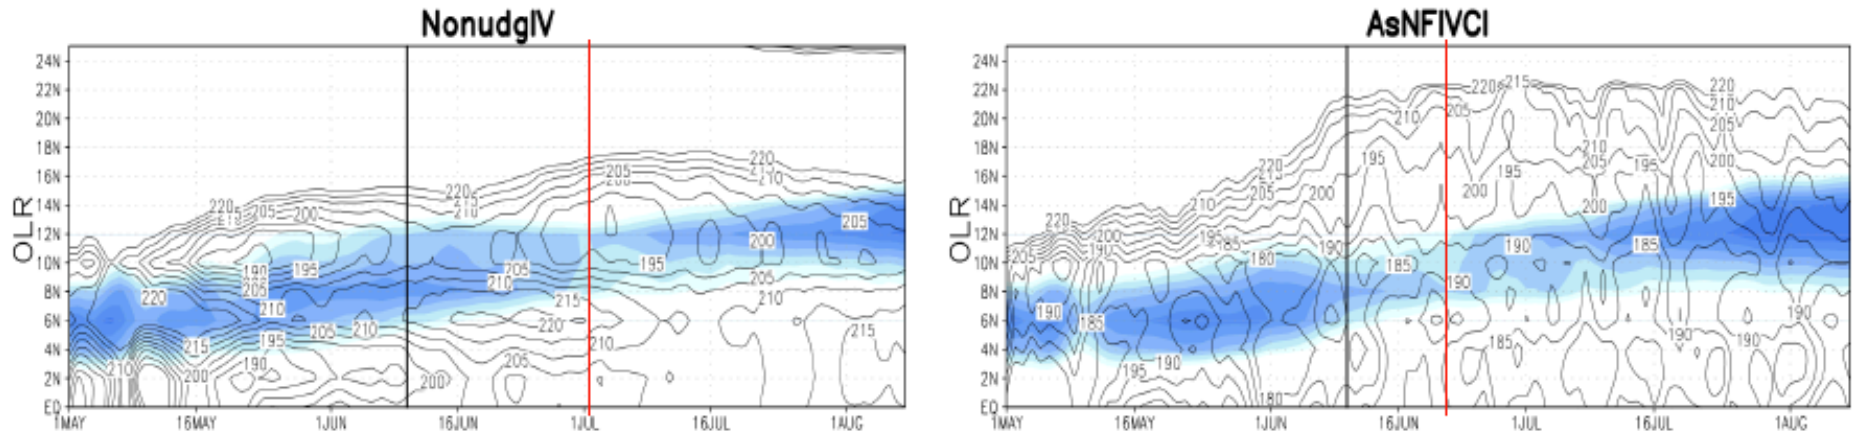 NonudgIV
AsNFIVCI
OLR
24N
22N
20N
18N
16N
14N
12N
10N
8N
6N
4N
2N
EQ
1MAY 16MAY 1JUN 16JUN 1JUL 16JUL 1AUG
220 215 205 200 220 210 205 220 210
190 205 210 195 705 210 195 200 205 205 210
220 215 195 190 200 210 205 210 220 215 210 205 200 215
OLR
24N
22N
20N
18N
16N
14N
12N
10N
8N
6N
4N
2N
EQ
1MAY 16MAY 1JUN 16JUN 1JUL 16JUL 1AUG
220 215 220 210 205 210 205
220 210 205 200 195 200 195 210 205 200 195 200 195
205 220 200 190 185 180 190 185 190 190 185
190 185 190 195 180 185 190 190